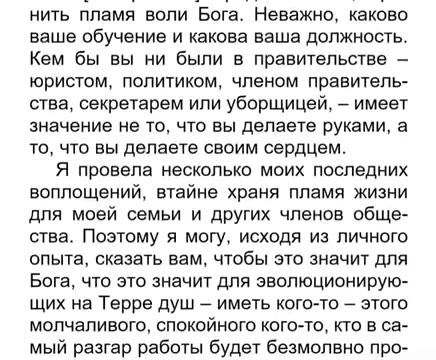 нить пламя воли Бога. Неважно, каково
ваше обучение и какова ваша должность.
Кем бы вы ни были в правительстве –
юристом, политиком, членом правитель-
ства, секретарем или уборщицей, – имеет
значение не то, что вы делаете руками, а
то, что вы делаете своим сердцем.
Я провела несколько моих последних
воплощений, втайне храня пламя жизни
для моей семьи и других членов обще-
ства. Поэтому я могу, исходя из личного
опыта, сказать вам, чтобы это значит для
Бога, что это значит для эволюционирую-
щих на Терре душ – иметь кого-то – этого
молчаливого, спокойного кого-то, кто в са-
мый разгар работы будет безмолвно про-